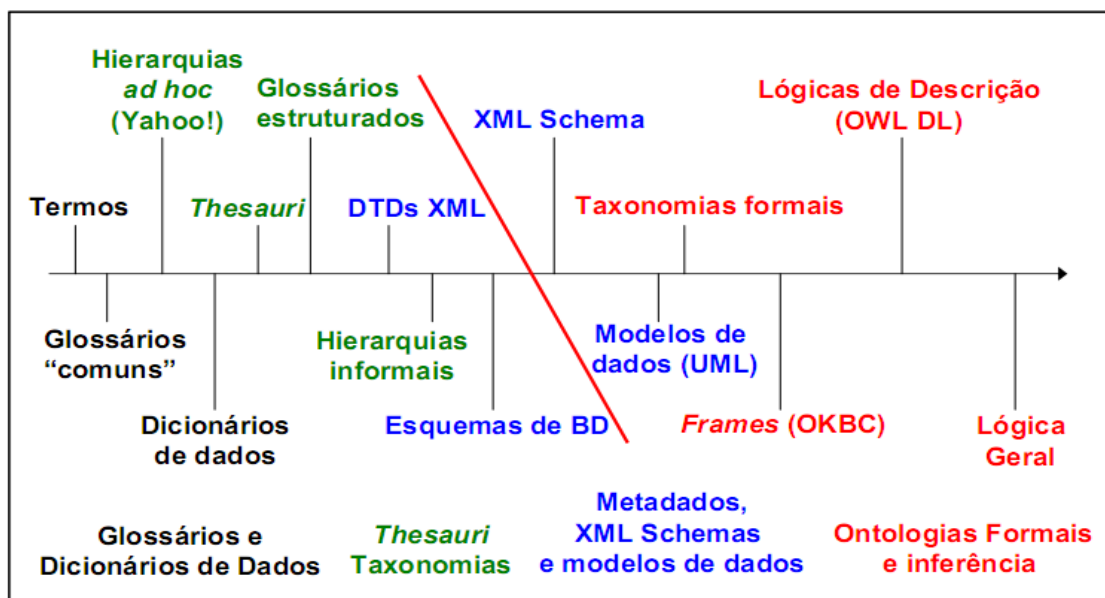 Hierarquias
ad hoc
(Yahoo!)
Glossários
estruturados
XML Schema
Lógicas de Descrição
(OWL DL)
Termos
Thesauri
DTDs XML
Taxonomias formais
Glossários
“comuns”
Hierarquias
informais
Modelos de
dados (UML)
Dicionários
de dados
Esquemas de BD
Frames (OKBC)
Lógica
Geral
Glossários e
Dicionários de Dados
Thesauri
Taxonomias
Metadados,
XML Schemas
e modelos de dados
Ontologias Formais
e inferência